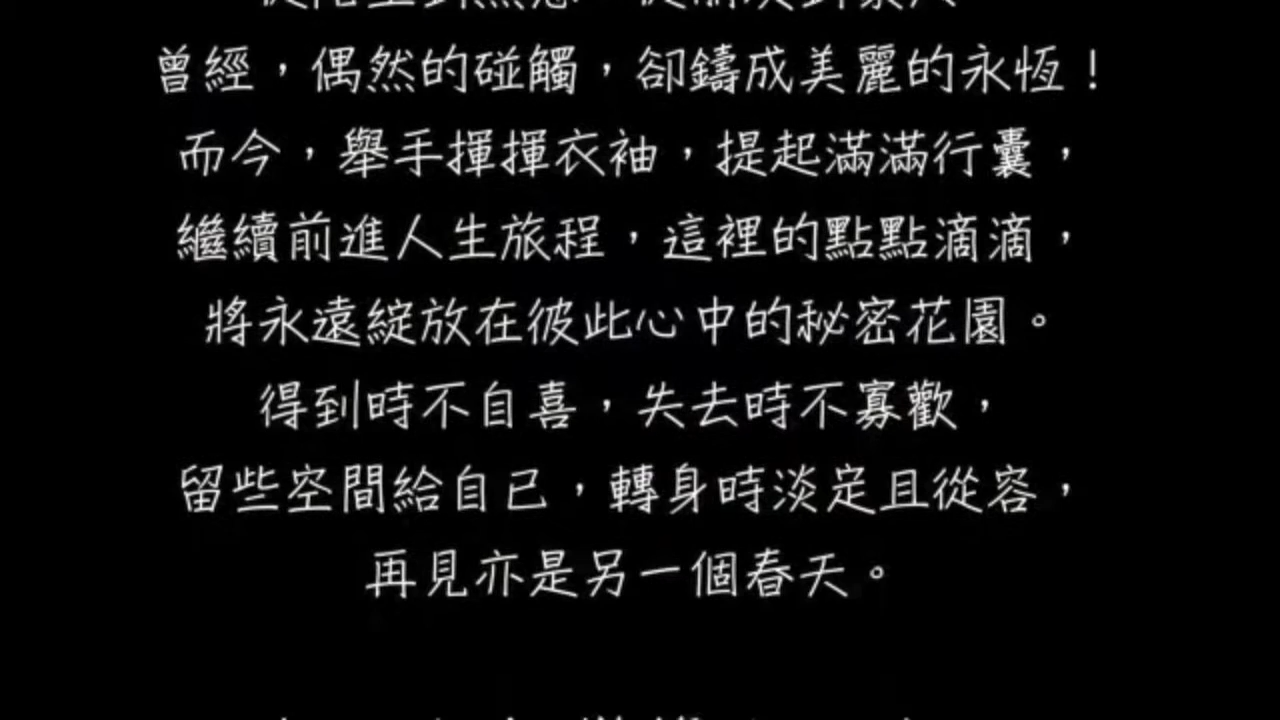 曾經，偶然的碰觸，卻鑄成美麗的永恆！
而今，舉手揮揮衣袖，提起滿滿行囊，
繼續前進人生旅程，這裡的點點滴滴，
將永遠綻放在彼此心中的秘密花園。
得到時不自喜，失去時不寡歡，
留些空間給自己，轉身時淡定且從容，
再見亦是另一個春天。